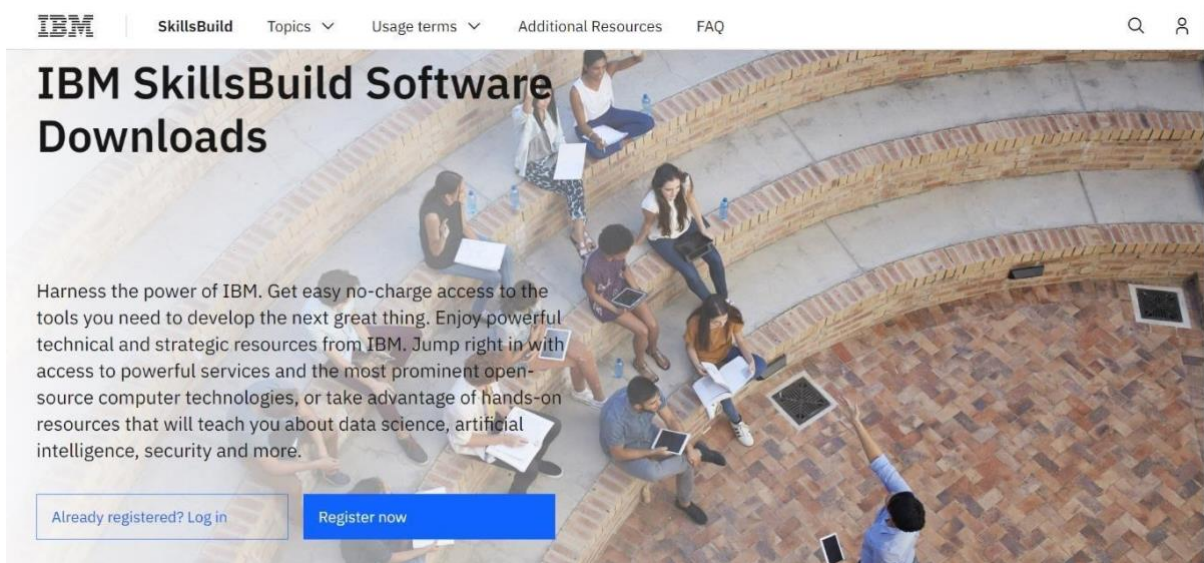 IBM SkillsBuild Topics Usage terms Additional Resources FAQ
IBM SkillsBuild Software
Downloads
Harness the power of IBM. Get easy no-charge access to the
tools you need to develop the next great thing. Enjoy powerful
technical and strategic resources from IBM. Jump right in with
access to powerful services and the most prominent open-
source computer technologies, or take advantage of hands-on
resources that will teach you about data science, artificial
intelligence, security and more.
Already registered? Log in Register now